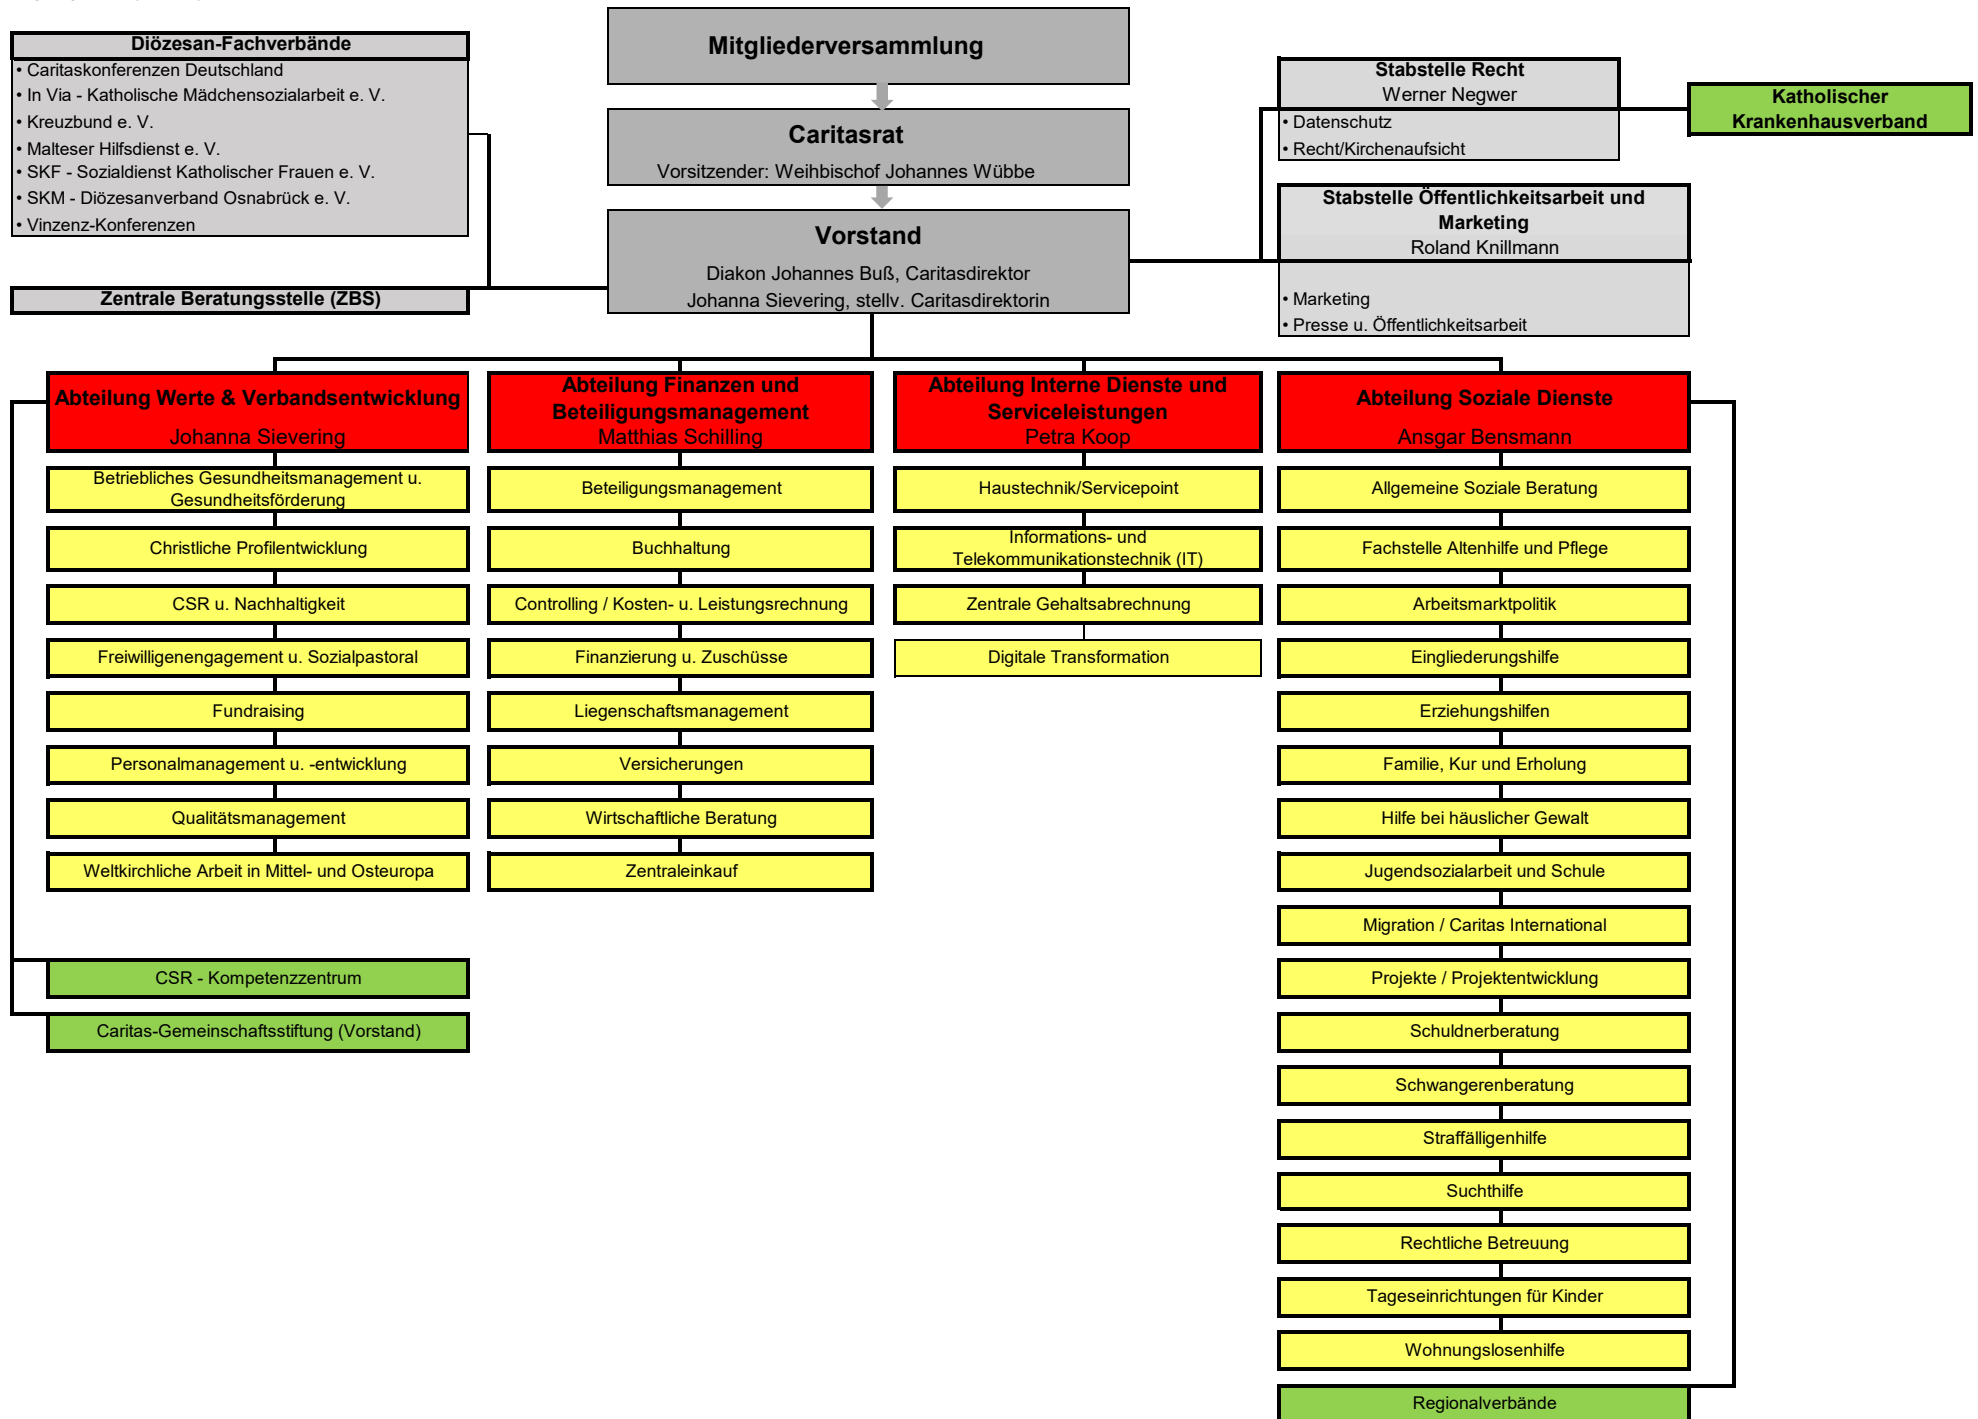 Mitgliederversammlung
Diözesan-Fachverbände
• Caritaskonferenzen Deutschland
• In Via - Katholische Mädchensozialarbeit e. V.
• Kreuzbund e. V.
• Malteser Hilfsdienst e. V.
• SKF - Sozialdienst Katholischer Frauen e. V.
• SKM - Diözesanverband Osnabrück e. V.
• Vinzenz-Konferenzen
Zentrale Beratungsstelle (ZBS)
Caritasrat
Vorsitzender: Weihbischof Johannes Wübbe
Vorstand
Diakon Johannes Buß, Caritasdirektor
Johanna Sievering, stellv. Caritasdirektorin
Stabstelle Recht
Werner Negwer
• Datenschutz
• Recht/Kirchenaufsicht
Katholischer
Krankenhausverband
Stabstelle Öffentlichkeitsarbeit und
Marketing
Roland Knillmann
• Marketing
• Presse u. Öffentlichkeitsarbeit
Abteilung Werte & Verbandsentwicklung
Johanna Sievering
Betriebliches Gesundheitsmanagement u.
Gesundheitsförderung
Christliche Profilentwicklung
CSR u. Nachhaltigkeit
Freiwilligenengagement u. Sozialpastoral
Fundraising
Personalmanagement u. -entwicklung
Qualitätsmanagement
Weltkirchliche Arbeit in Mittel- und Osteuropa
CSR - Kompetenzzentrum
Caritas-Gemeinschaftsstiftung (Vorstand)
Abteilung Finanzen und
Beteiligungsmanagement
Matthias Schilling
Beteiligungsmanagement
Buchhaltung
Controlling / Kosten- u. Leistungsrechnung
Finanzierung u. Zuschüsse
Liegenschaftsmanagement
Versicherungen
Wirtschaftliche Beratung
Zentraleinkauf
Abteilung Interne Dienste und
Serviceleistungen
Petra Koop
Haustechnik/Servicepoint
Informations- und
Telekommunikationstechnik (IT)
Zentrale Gehaltsabrechnung
Digitale Transformation
Abteilung Soziale Dienste
Ansgar Bensmann
Allgemeine Soziale Beratung
Fachstelle Altenhilfe und Pflege
Arbeitsmarktpolitik
Eingliederungshilfe
Erziehungshilfen
Familie, Kur und Erholung
Hilfe bei häuslicher Gewalt
Jugendsozialarbeit und Schule
Migration / Caritas International
Projekte / Projektentwicklung
Schuldnerberatung
Schwangerenberatung
Straffälligenhilfe
Suchthilfe
Rechtliche Betreuung
Tageseinrichtungen für Kinder
Wohnungslosenhilfe
Regionalverbände